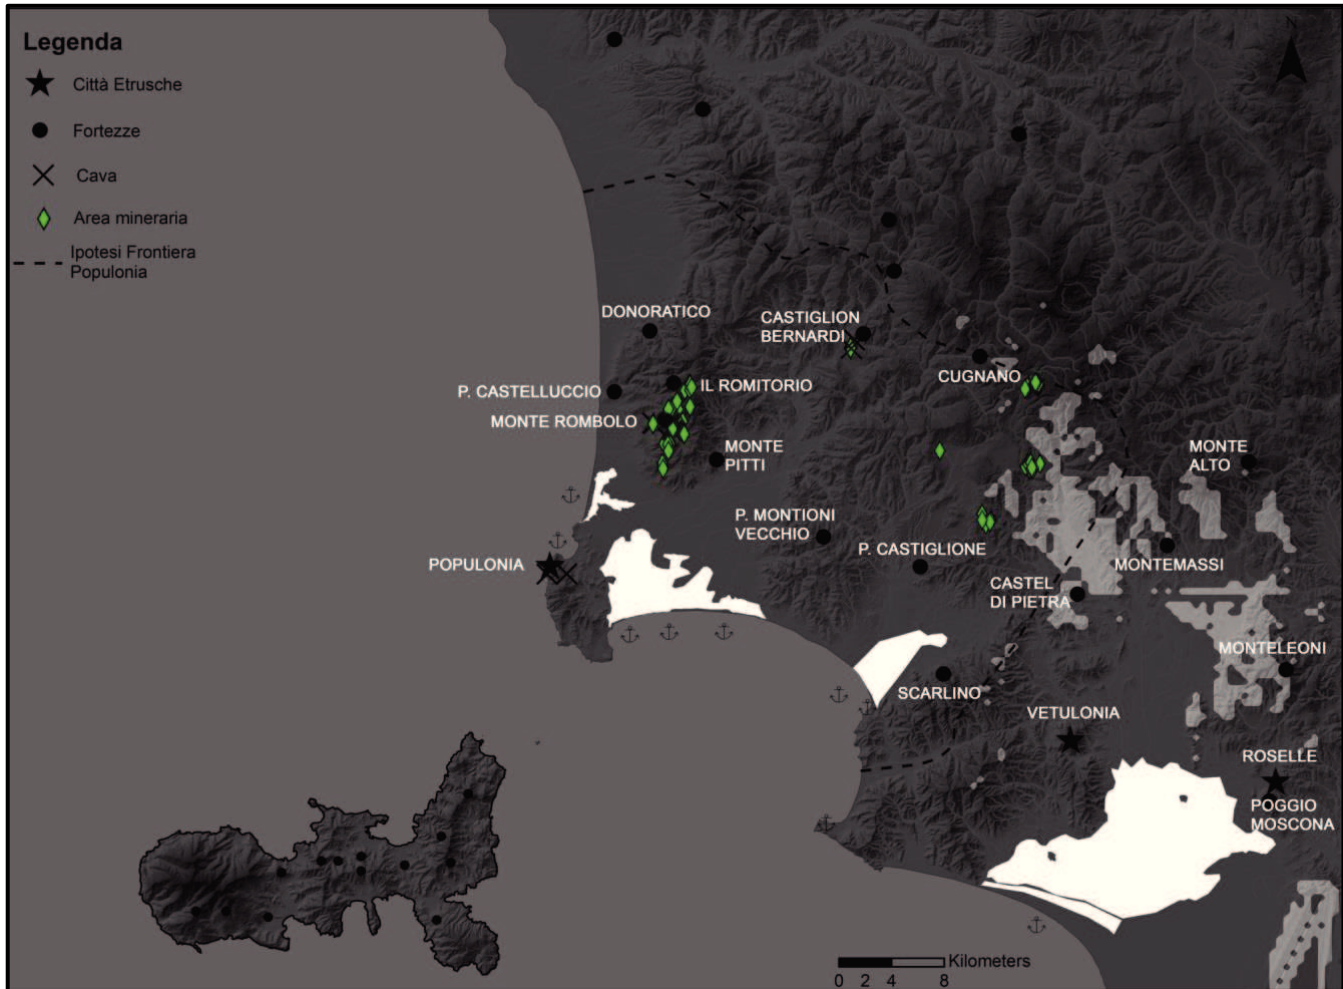 Legenda
Città Etrusche
Fortezze
Cava
Area mineraria
Ipotesi Frontiera
Populonia
N
DONORATICO
CASTIGLION
BERNARDI
CUGNANO
P. CASTELLUCCIO
IL ROMITORIO
MONTE ROMBOLO
MONTE
PITTI
MONTE
ALTO
P. MONTIONI
VECCHIO
P. CASTIGLIONE
POPULONIA
MONTEMASSI
CASTEL
DI PIETRA
MONTELEONI
SCARLINO
VETULONIA
ROSELLE
POGGIO
MOSCONA
Kilometers
0 2 4 8